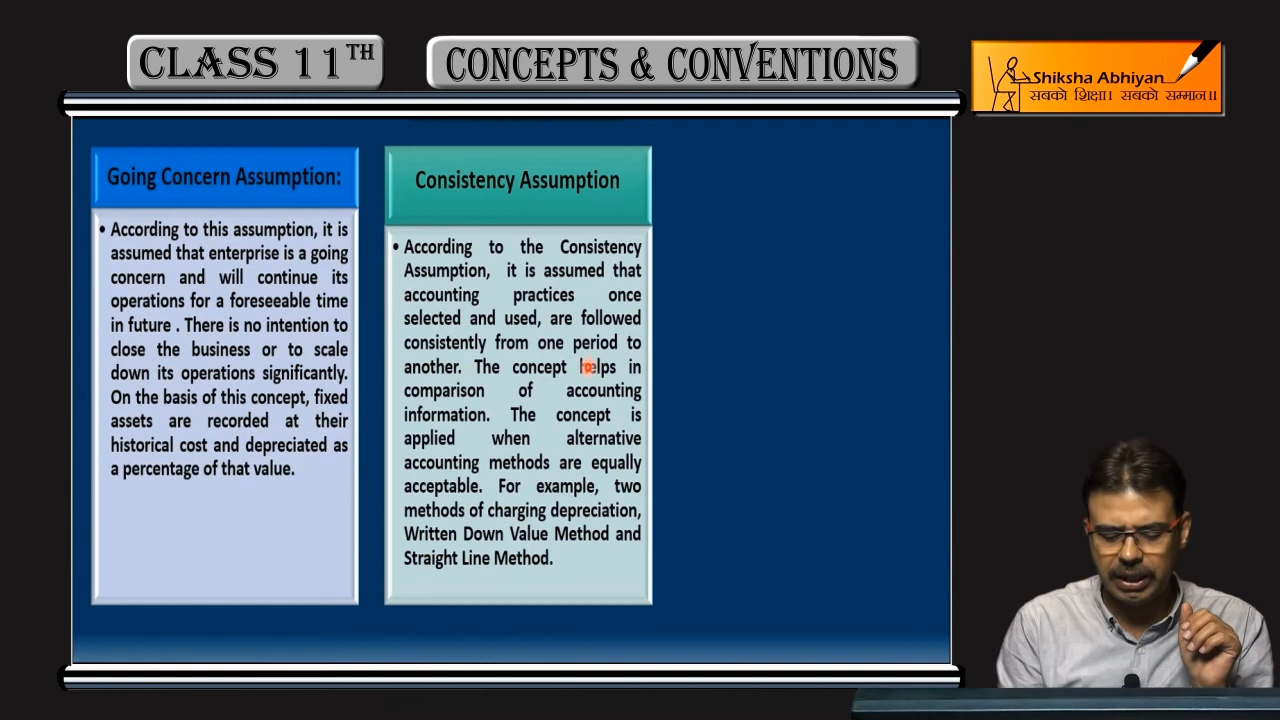 CLASS 11TH
CONCEPTS & CONVENTIONS
Shiksha Abhiyan
सबको शिक्षा। सबको सम्मान॥
Going Concern Assumption:
• According to this assumption, it is
assumed that enterprise is a going
concern and will continue its
operations for a foreseeable time
in future . There is no intention to
close the business or to scale
down its operations significantly.
On the basis of this concept, fixed
assets are recorded at their
historical cost and depreciated as
a percentage of that value.
Consistency Assumption
• According to the Consistency
Assumption, it is assumed that
accounting practices once
selected and used, are followed
consistently from one period to
another. The concept helps in
comparison of accounting
information. The concept is
applied when alternative
accounting methods are equally
acceptable. For example, two
methods of charging depreciation,
Written Down Value Method and
Straight Line Method.